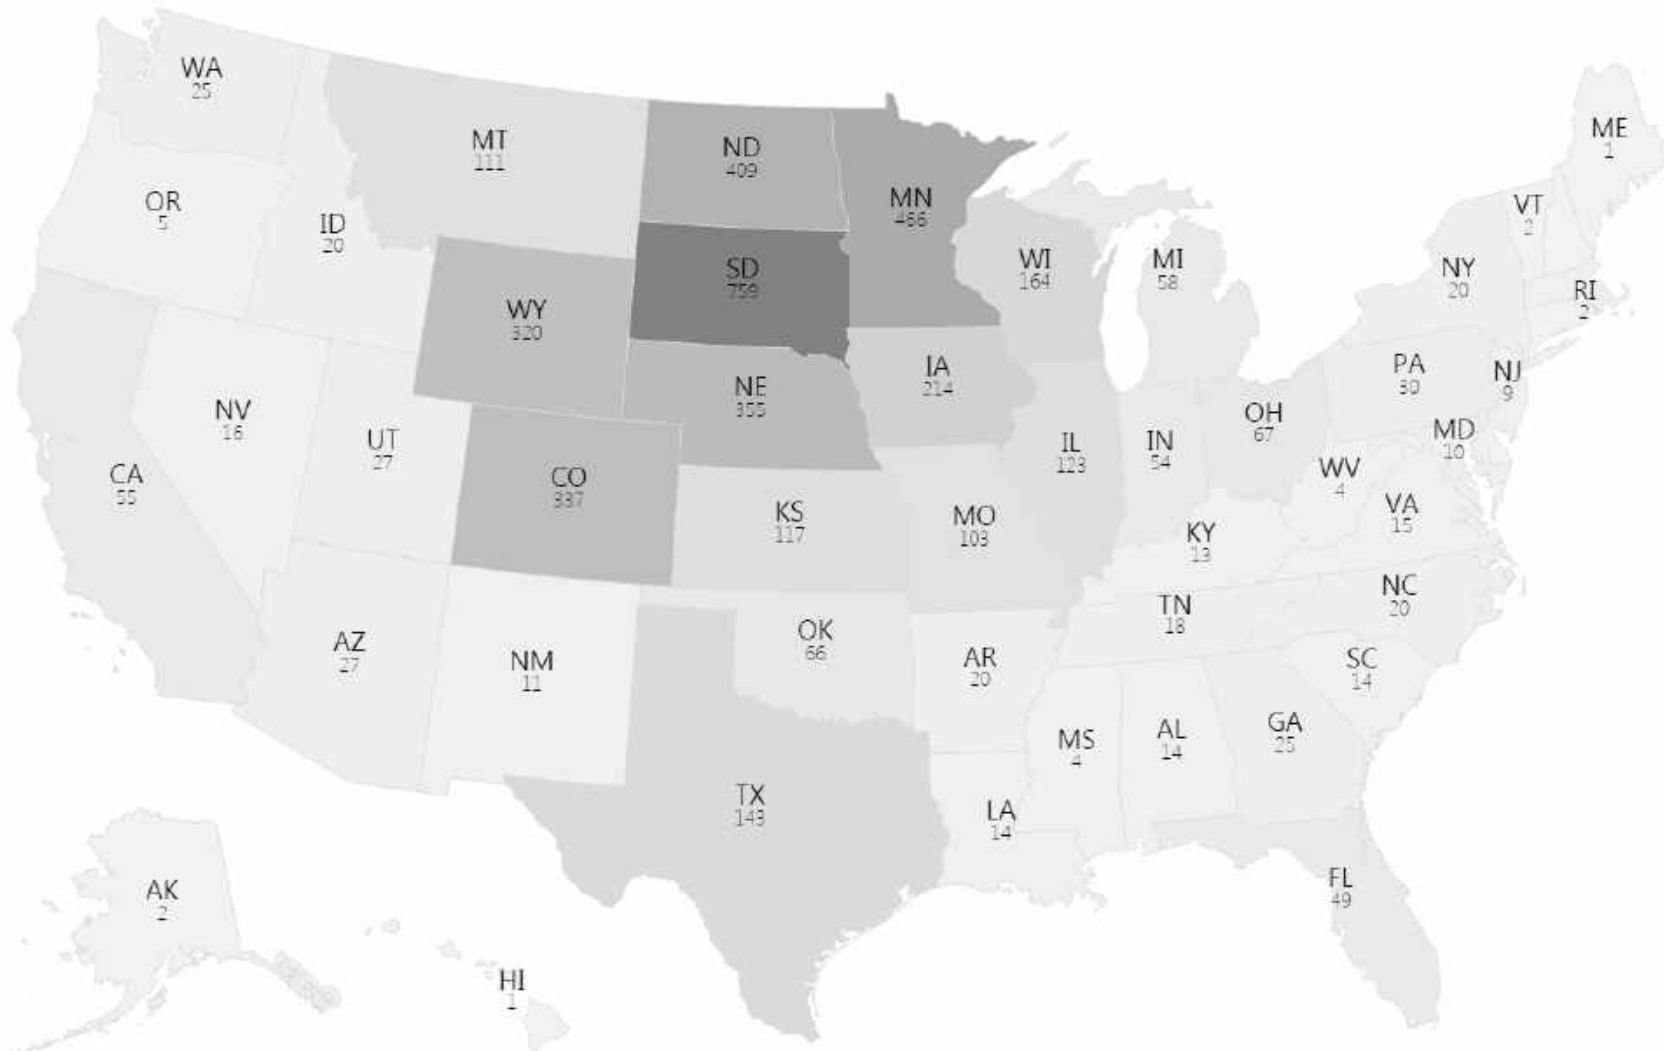 WA
25
MT
111
ND
409
MN
466
ME
1
OR
5
ID
20
SD
759
WI
164
MI
58
VT
2
NY
20
RI
2
WY
320
NE
355
IA
214
PA
30
NJ
9
NV
16
UT
27
CO
337
IL
123
IN
54
OH
67
MD
10
WV
4
CA
55
KS
117
MO
103
KY
13
VA
15
AZ
27
NM
11
OK
66
AR
20
TN
18
NC
20
SC
14
TX
143
LA
14
MS
4
AL
14
GA
25
FL
49
AK
2
HI
1